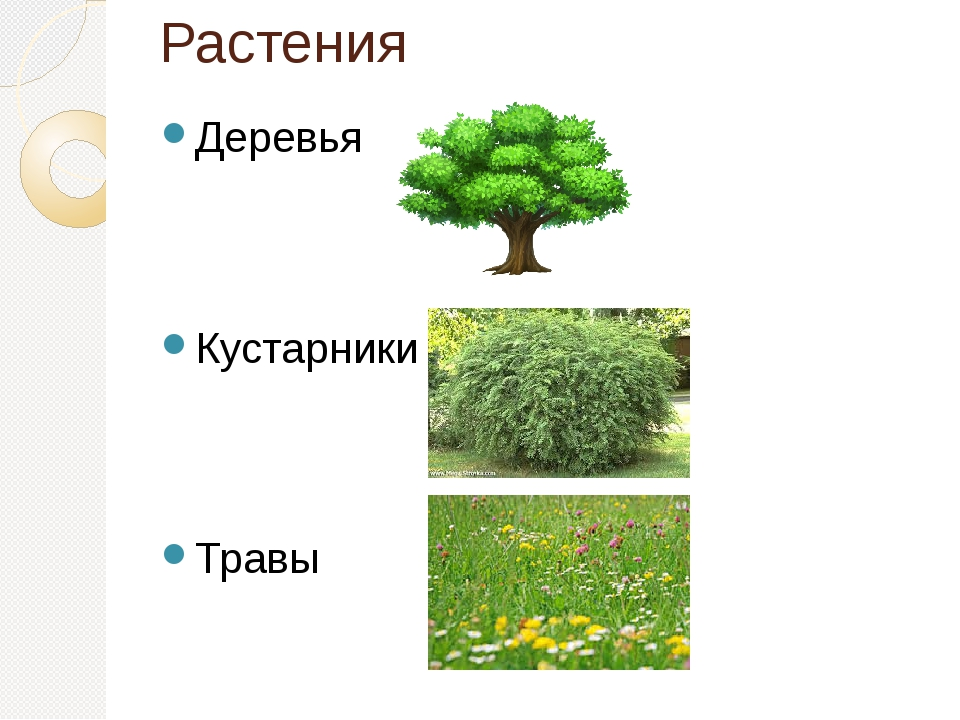 Растения
Деревья
Кустарники
Травы